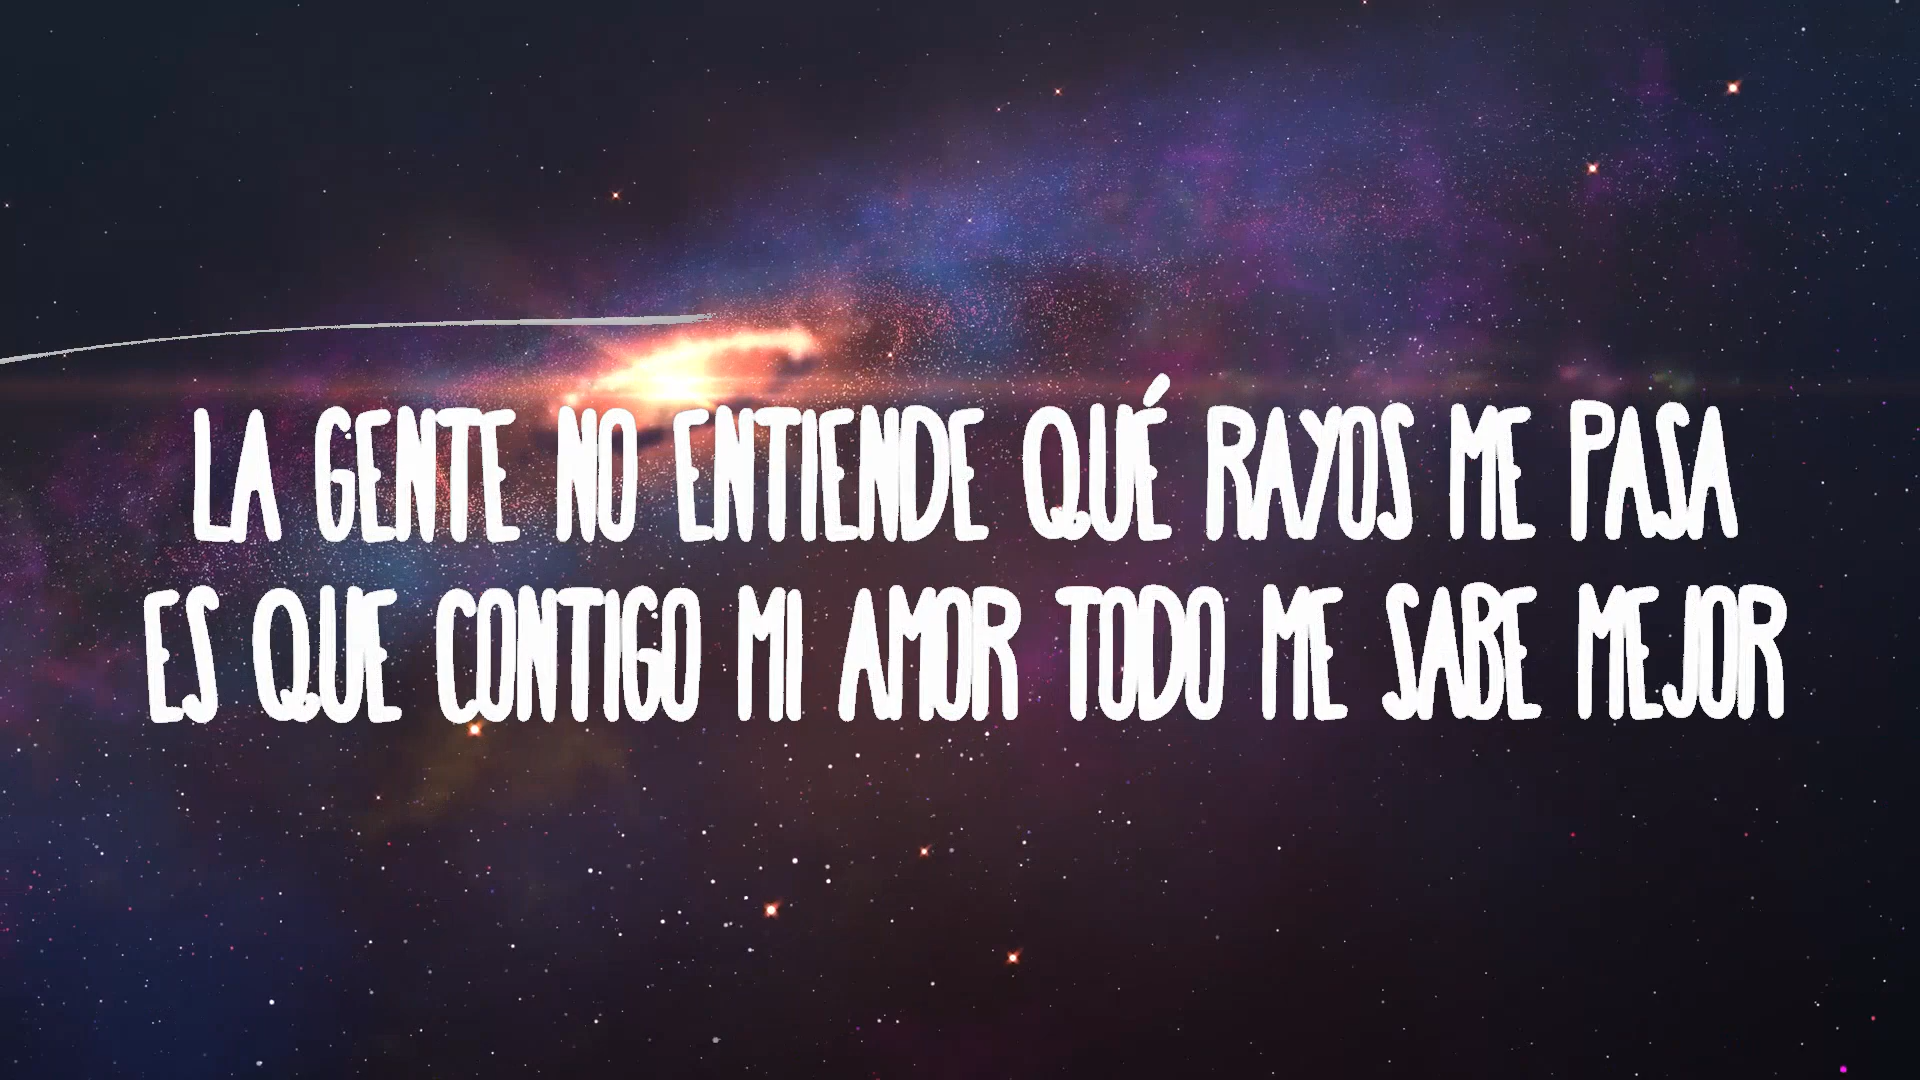 LA GENTE NO ENTIENDE QUÉ RAYOS ME PASA
ES QUE CONTIGO MI AMOR TODO ME SABE MEJOR